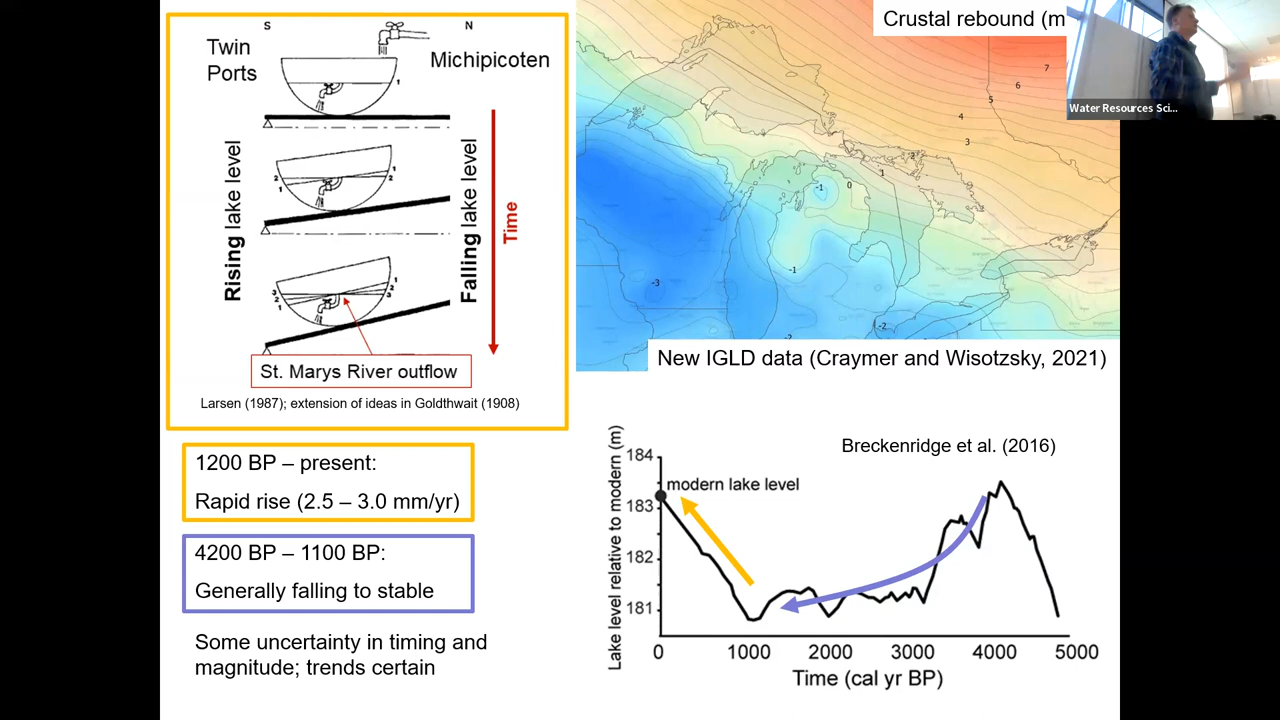 S
N
Twin
Ports
Michipicoten
1
Rising lake level
2
1
2
1
Falling lake level
Time
3
2
1
1
2
3
St. Marys River outflow
Larsen (1987); extension of ideas in Goldthwait (1908)
Crustal rebound (m
Water Resources Sci...
7
6
5
4
3
2
1
0
-1
-1
-3
-2
-2
New IGLD data (Craymer and Wisotzsky, 2021)
1200 BP – present:
Rapid rise (2.5 – 3.0 mm/yr)
4200 BP – 1100 BP:
Generally falling to stable
Some uncertainty in timing and
magnitude; trends certain
Breckenridge et al. (2016)
Lake level relative to modern (m)
184
183
182
181
modern lake level
0 1000 2000 3000 4000 5000
Time (cal yr BP)